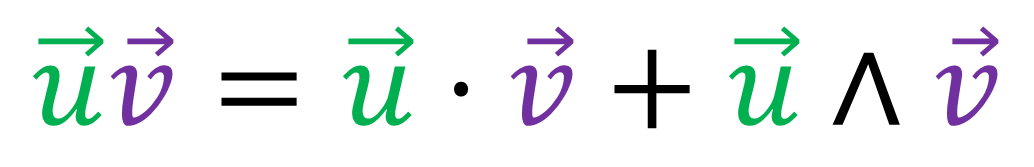 u⃗v⃗ = u⃗ · v⃗ + u⃗ ∧ v⃗